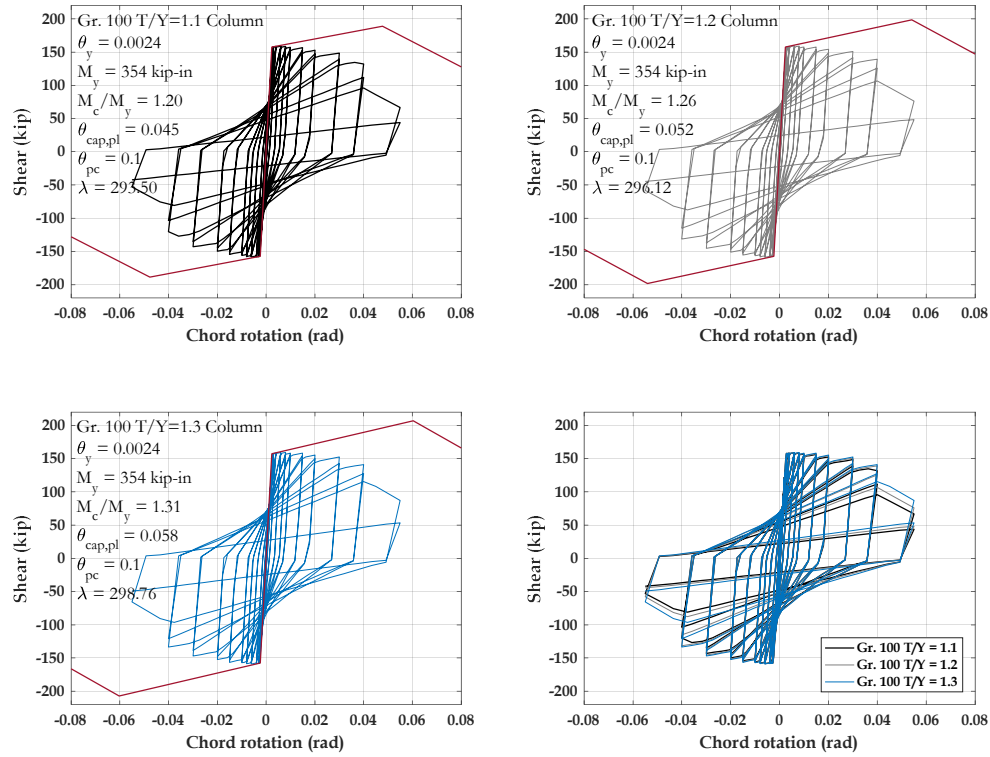 Gr. 100 T/Y=1.1 Column
θy = 0.0024
My = 354 kip-in
Mc/My = 1.20
θcap,pl = 0.045
θpc = 0.1
λ = 293.50
200
150
100
50
0
-50
-100
-150
-200
Shear (kip)
-0.08 -0.06 -0.04 -0.02 0 0.02 0.04 0.06 0.08
Chord rotation (rad)
Gr. 100 T/Y=1.2 Column
θy = 0.0024
My = 354 kip-in
Mc/My = 1.26
θcap,pl = 0.052
θpc = 0.1
λ = 296.12
200
150
100
50
0
-50
-100
-150
-200
Shear (kip)
-0.08 -0.06 -0.04 -0.02 0 0.02 0.04 0.06 0.08
Chord rotation (rad)
Gr. 100 T/Y=1.3 Column
θy = 0.0024
My = 354 kip-in
Mc/My = 1.31
θcap,pl = 0.058
θpc = 0.1
λ = 298.76
200
150
100
50
0
-50
-100
-150
-200
Shear (kip)
-0.08 -0.06 -0.04 -0.02 0 0.02 0.04 0.06 0.08
Chord rotation (rad)
200
150
100
50
0
-50
-100
-150
-200
Shear (kip)
Gr. 100 T/Y = 1.1
Gr. 100 T/Y = 1.2
Gr. 100 T/Y = 1.3
-0.08 -0.06 -0.04 -0.02 0 0.02 0.04 0.06 0.08
Chord rotation (rad)